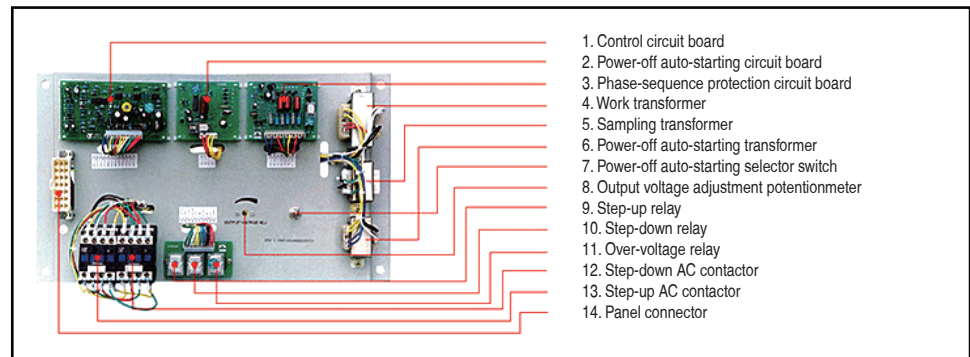 1. Control circuit board
2. Power-off auto-starting circuit board
3. Phase-sequence protection circuit board
4. Work transformer
5. Sampling transformer
6. Power-off auto-starting transformer
7. Power-off auto-starting selector switch
8. Output voltage adjustment potentionmeter
9. Step-up relay
10. Step-down relay
11. Over-voltage relay
12. Step-down AC contactor
13. Step-up AC contactor
14. Panel connector